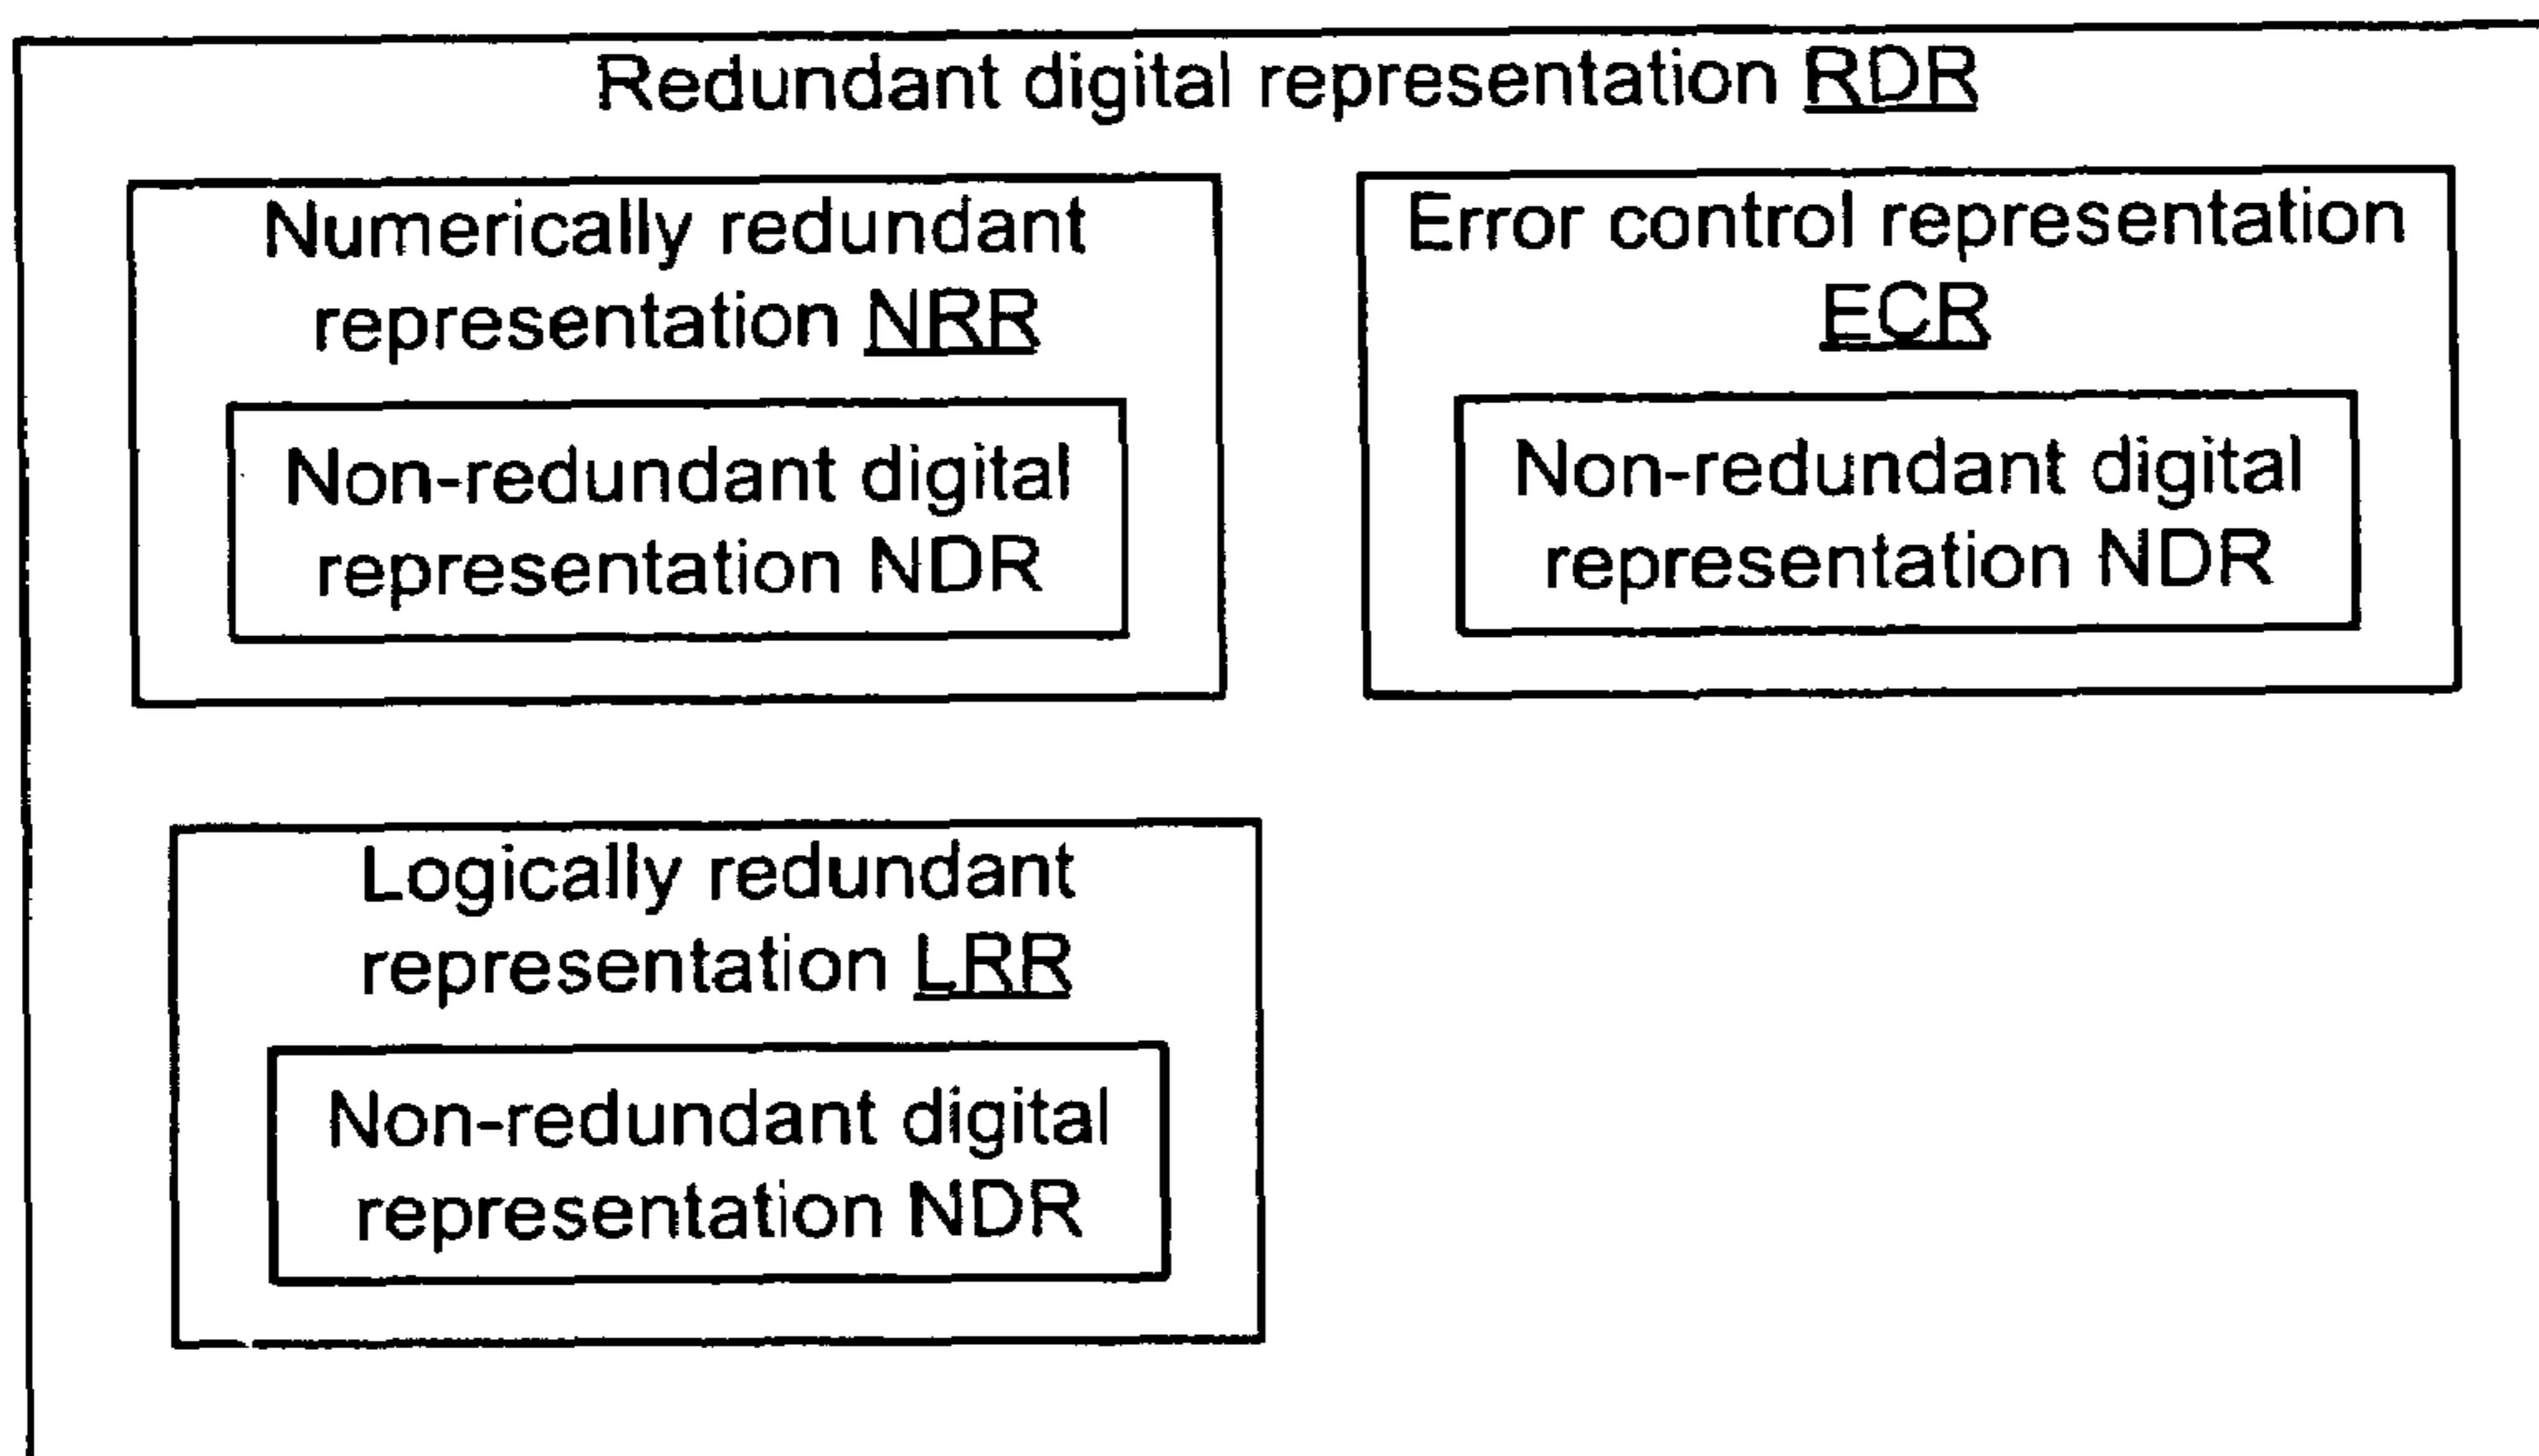 Redundant digital representation RDR
Numerically redundant
representation NRR
Non-redundant digital
representation NDR
Error control representation
ECR
Non-redundant digital
representation NDR
Logically redundant
representation LRR
Non-redundant digital
representation NDR